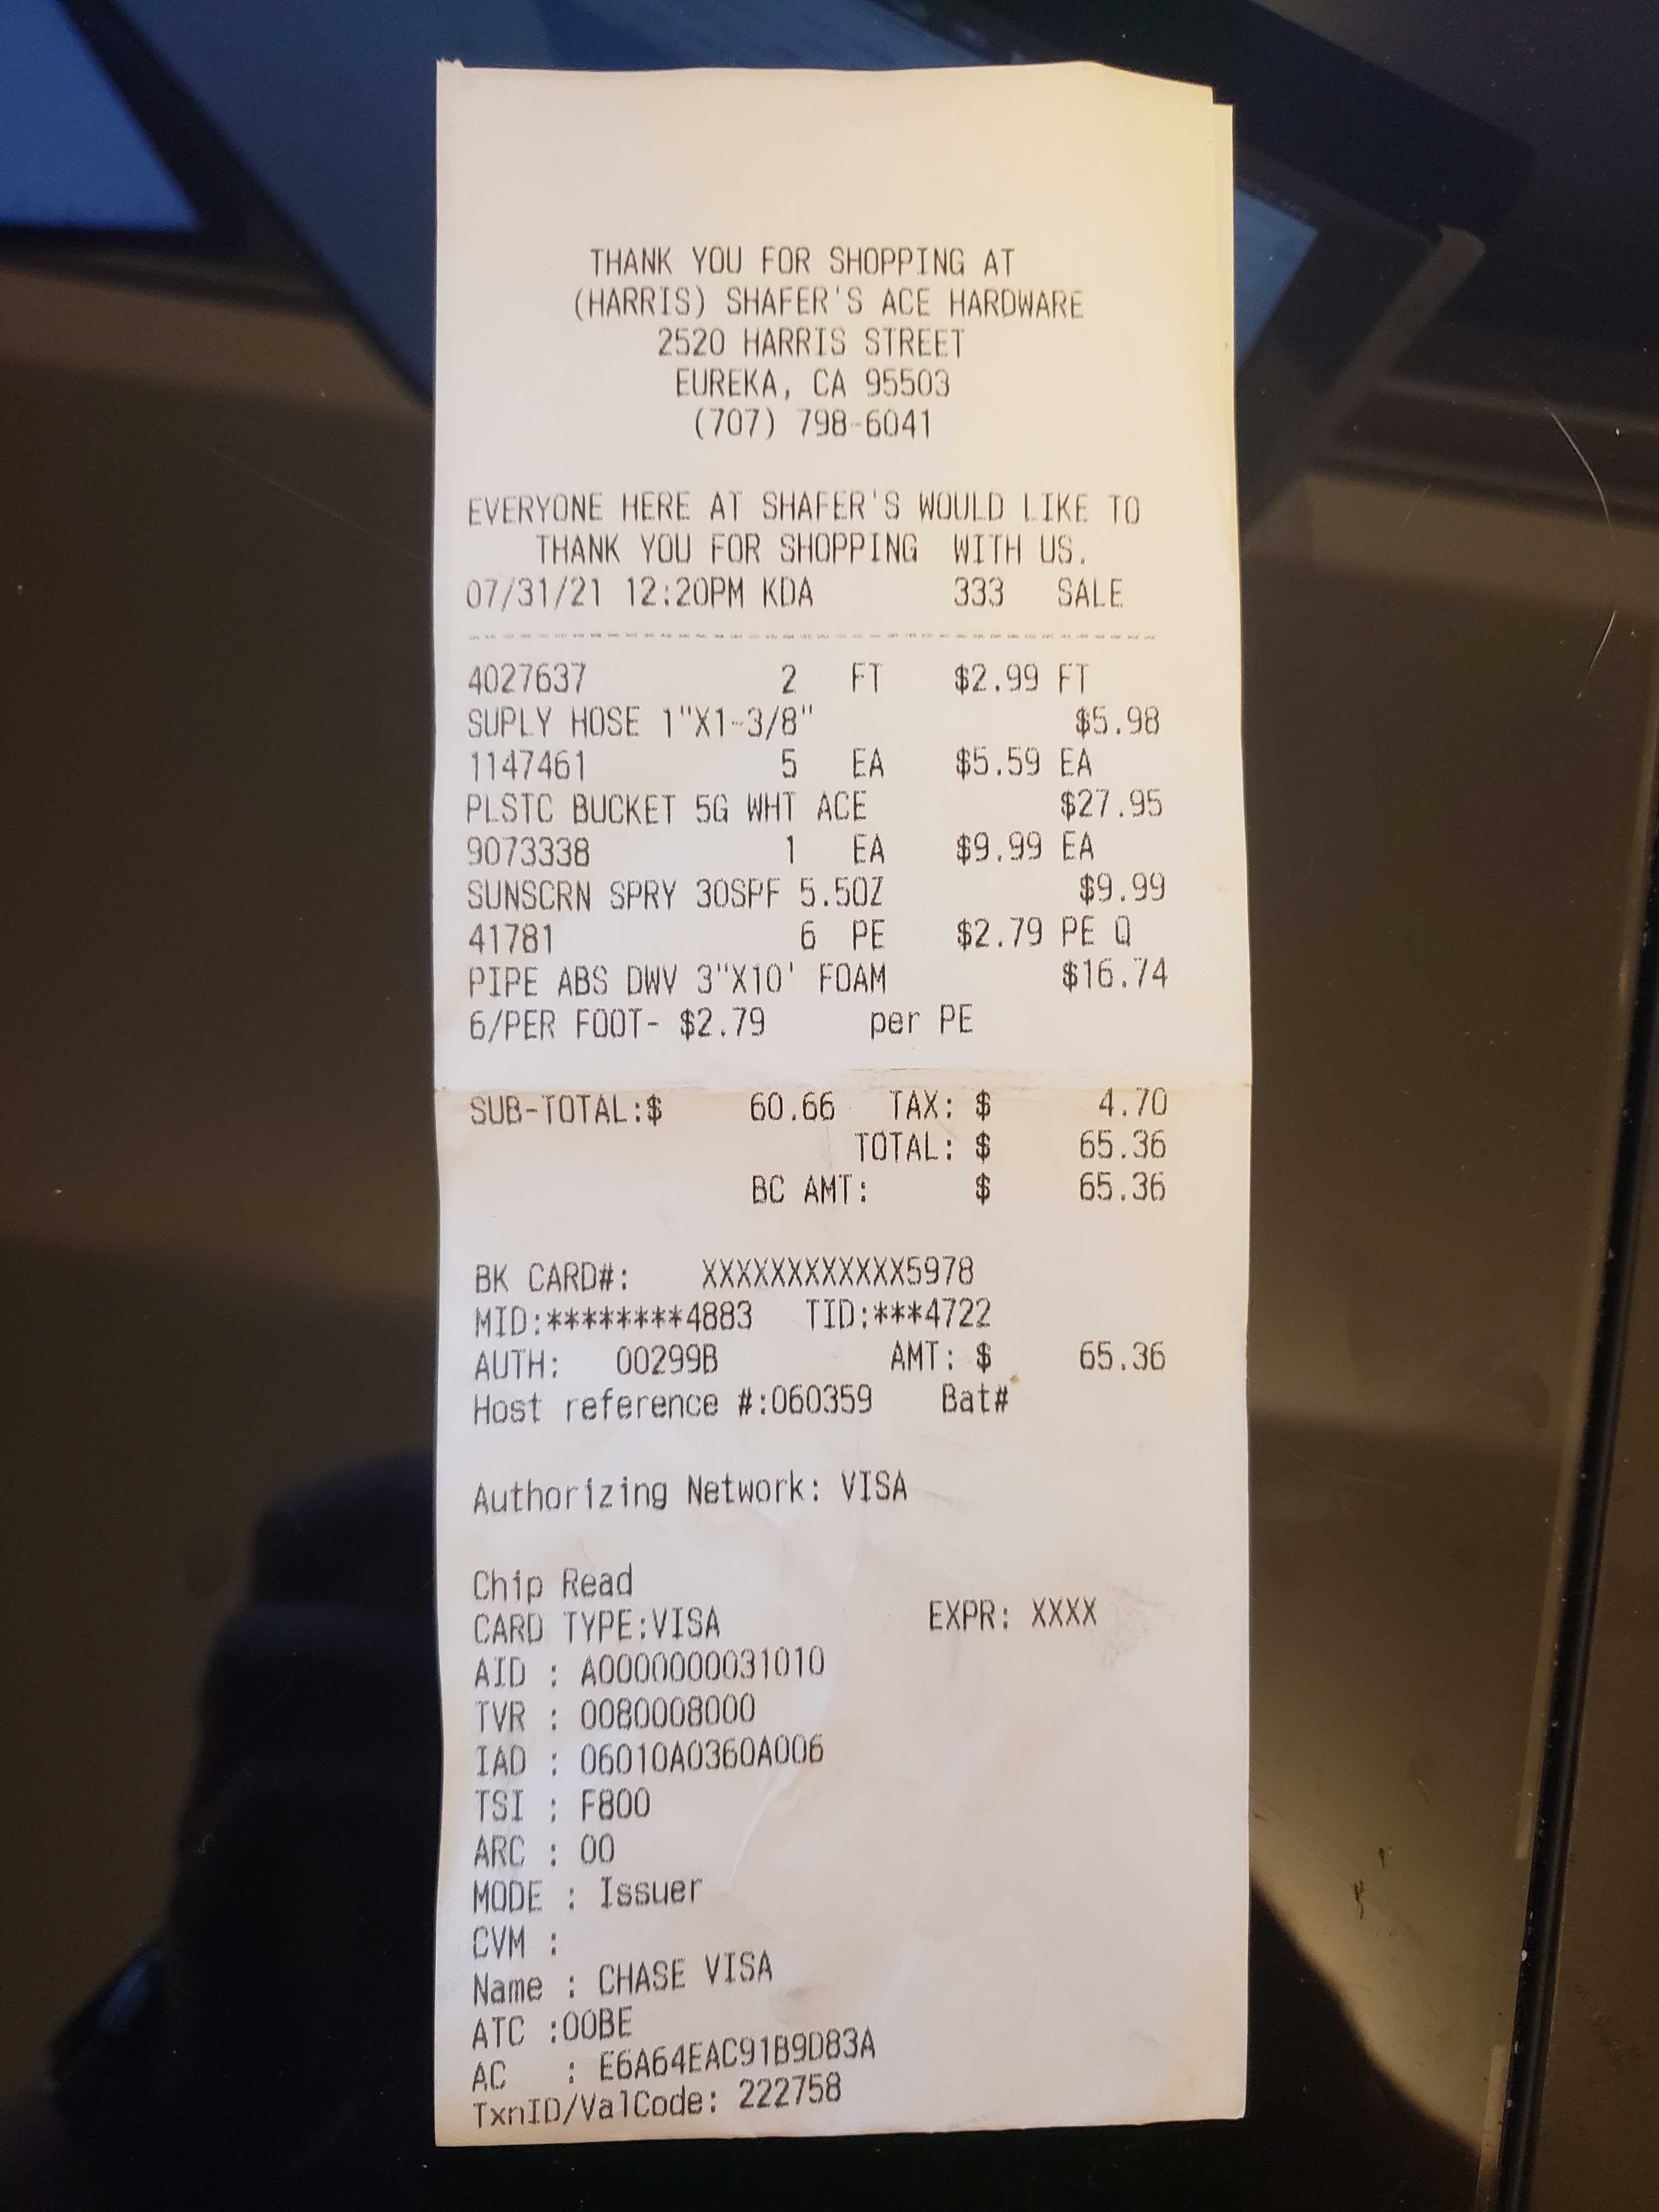 THANK YOU FOR SHOPPING AT
(HARRIS) SHAFER'S ACE HARDWARE
2520 HARRIS STREET
EUREKA, CA 95503
(707) 798-6041
EVERYONE HERE AT SHAFER'S WOULD LIKE TO
THANK YOU FOR SHOPPING WITH US.
07/31/21 12:20PM KDA 333 SALE
4027637 2 FT $2.99 FT
SUPLY HOSE 1"X1-3/8" $5.98
1147461 5 EA $5.59 EA
PLSTC BUCKET 5G WHT ACE $27.95
9073338 1 EA $9.99 EA
SUNSCRN SPRY 30SPF 5.5OZ $9.99
41781 6 PE $2.79 PE Q
PIPE ABS DWV 3"X10' FOAM $16.74
6/PER FOOT- $2.79 per PE
SUB-TOTAL:$ 60.66 TAX: $ 4.70
TOTAL: $ 65.36
BC AMT: $ 65.36
BK CARD#: XXXXXXXXXXXX5978
MID:********4883 TID:***4722
AUTH: 00299B AMT: $ 65.36
Host reference #:060359 Bat#
Authorizing Network: VISA
Chip Read
CARD TYPE:VISA EXPR: XXXX
AID : A0000000031010
TVR : 0080008000
IAD : 06010A0360A006
TSI : F800
ARC : 00
MODE : Issuer
CVM :
Name : CHASE VISA
ATC :00BE
AC : E6A64EAC91B9D83A
TxnID/ValCode: 222758